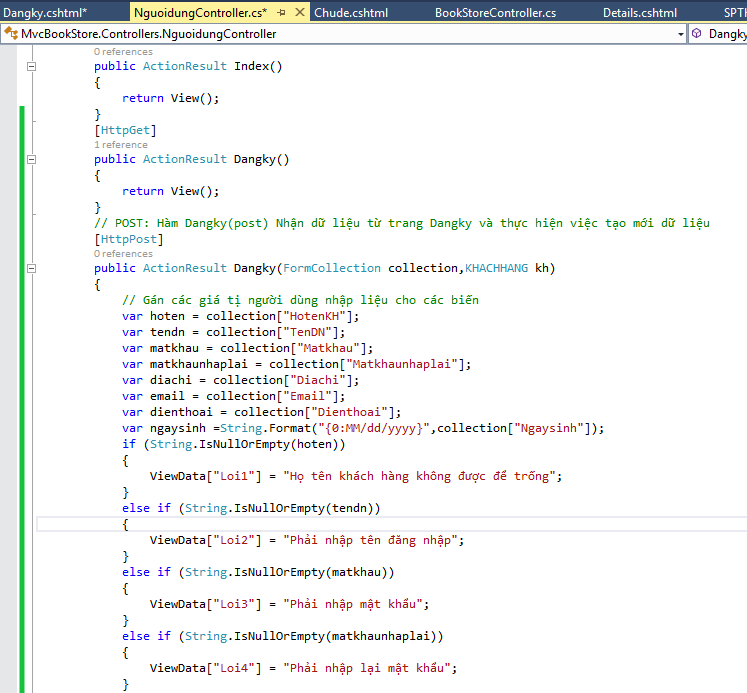 Dangky.cshtml* NguoidungController.cs* Chude.cshtml BookStoreController.cs Details.cshtml SPTH
MvcBookStore.Controllers.NguoidungController Dangky
0 references
public ActionResult Index()
{
return View();
}
[HttpGet]
1 reference
public ActionResult Dangky()
{
return View();
}
// POST: Hàm Dangky(post) Nhận dữ liệu từ trang Dangky và thực hiện việc tạo mới dữ liệu
[HttpPost]
0 references
public ActionResult Dangky(FormCollection collection,KHACHHANG kh)
{
// Gán các giá tị người dùng nhập liệu cho các biến
var hoten = collection["HotenKH"];
var tendn = collection["TenDN"];
var matkhau = collection["Matkhau"];
var matkhaunhaplai = collection["Matkhaunhaplai"];
var diachi = collection["Diachi"];
var email = collection["Email"];
var dienthoai = collection["Dienthoai"];
var ngaysinh =String.Format("{0:MM/dd/yyyy}",collection["Ngaysinh"]);
if (String.IsNullOrEmpty(hoten))
{
ViewData["Loi1"] = "Họ tên khách hàng không được để trống";
}
else if (String.IsNullOrEmpty(tendn))
{
ViewData["Loi2"] = "Phải nhập tên đăng nhập";
}
else if (String.IsNullOrEmpty(matkhau))
{
ViewData["Loi3"] = "Phải nhập mật khẩu";
}
else if (String.IsNullOrEmpty(matkhaunhaplai))
{
ViewData["Loi4"] = "Phải nhập lại mật khẩu";
}